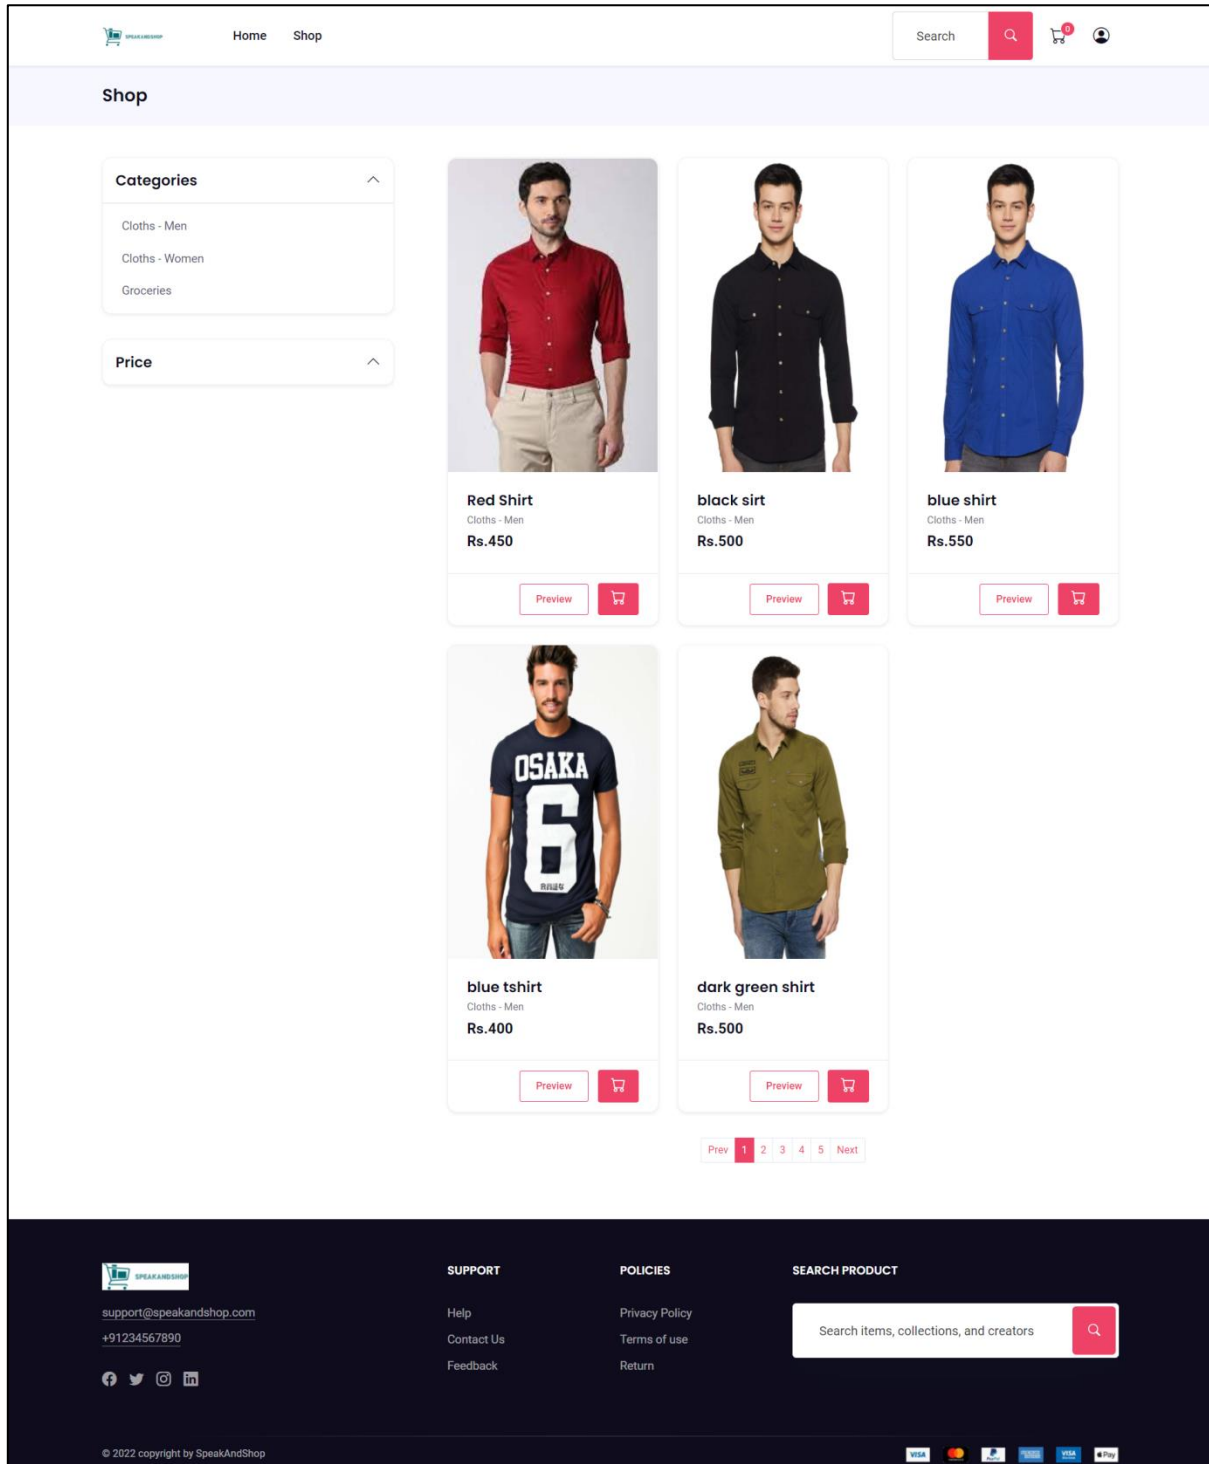 SPEAKANDSHOP
Home
Shop
Search
0
Shop
Categories
Cloths - Men
Cloths - Women
Groceries
Price
Red Shirt
Cloths - Men
Rs.450
Preview
black sirt
Cloths - Men
Rs.500
Preview
blue shirt
Cloths - Men
Rs.550
Preview
OSAKA
6
blue tshirt
Cloths - Men
Rs.400
Preview
dark green shirt
Cloths - Men
Rs.500
Preview
Prev 1 2 3 4 5 Next
SPEAKANDSHOP
support@speakandshop.com
+91234567890
SUPPORT
Help
Contact Us
Feedback
POLICIES
Privacy Policy
Terms of use
Return
SEARCH PRODUCT
Search items, collections, and creators
© 2022 copyright by SpeakAndShop
VISA
PayPal
VISA
Pay